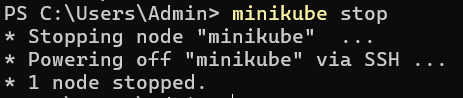 PS C:\Users\Admin> minikube stop
* Stopping node "minikube" ...
* Powering off "minikube" via SSH ...
* 1 node stopped.